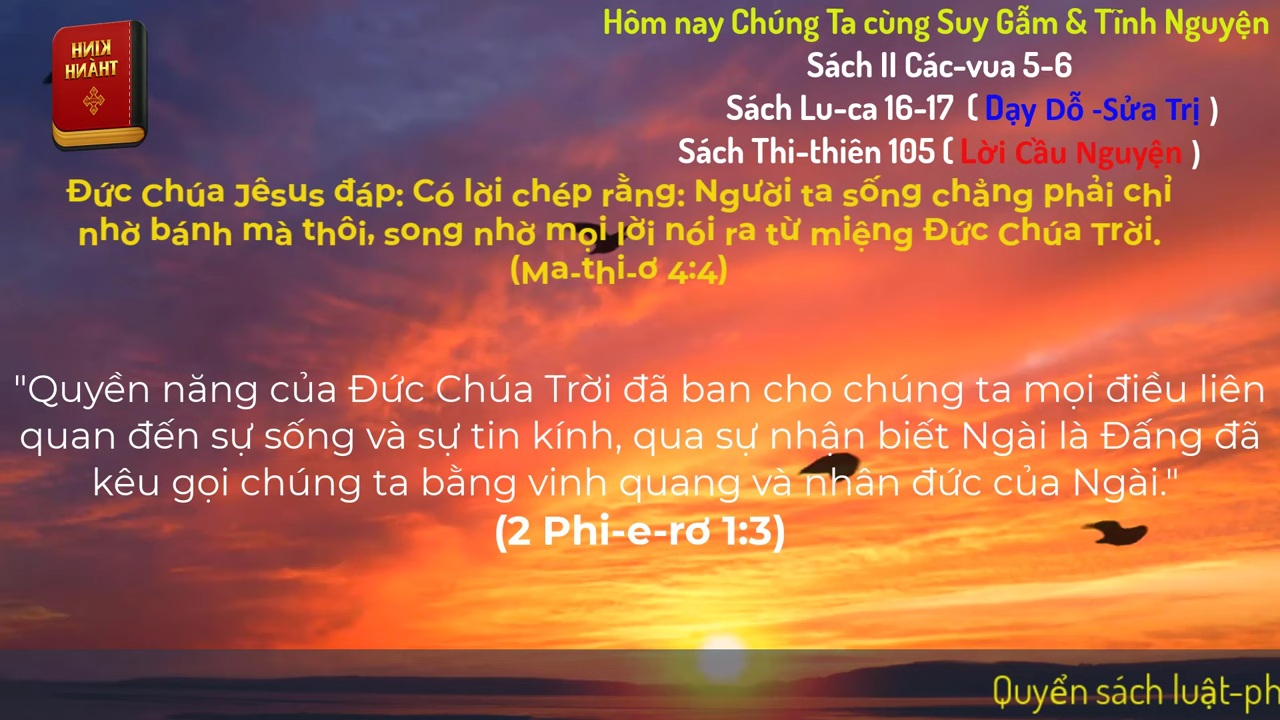 KINH
THÁNH
Hôm nay Chúng Ta cùng Suy Gẫm & Tĩnh Nguyện
Sách II Các-vua 5-6
Sách Lu-ca 16-17 ( Dạy Dỗ -Sửa Trị )
Sách Thi-thiên 105 ( Lời Cầu Nguyện )
Đức Chúa Jêsus đáp: Có lời chép rằng: Người ta sống chẳng phải chỉ
nhờ bánh mà thôi, song nhờ mọi lời nói ra từ miệng Đức Chúa Trời.
(Ma-thi-ơ 4:4)
"Quyền năng của Đức Chúa Trời đã ban cho chúng ta mọi điều liên
quan đến sự sống và sự tin kính, qua sự nhận biết Ngài là Đấng đã
kêu gọi chúng ta bằng vinh quang và nhân đức của Ngài."
(2 Phi-e-rơ 1:3)
Quyển sách luật-ph